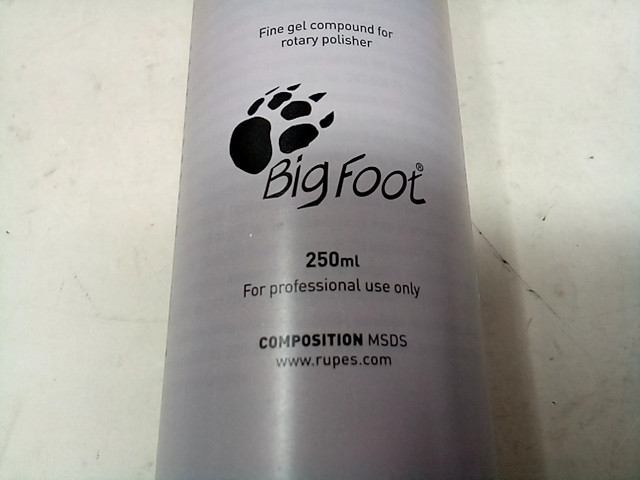 Fine gel compound for
rotary polisher
BigFoot®
250ml
For professional use only
COMPOSITION MSDS
www.rupes.com